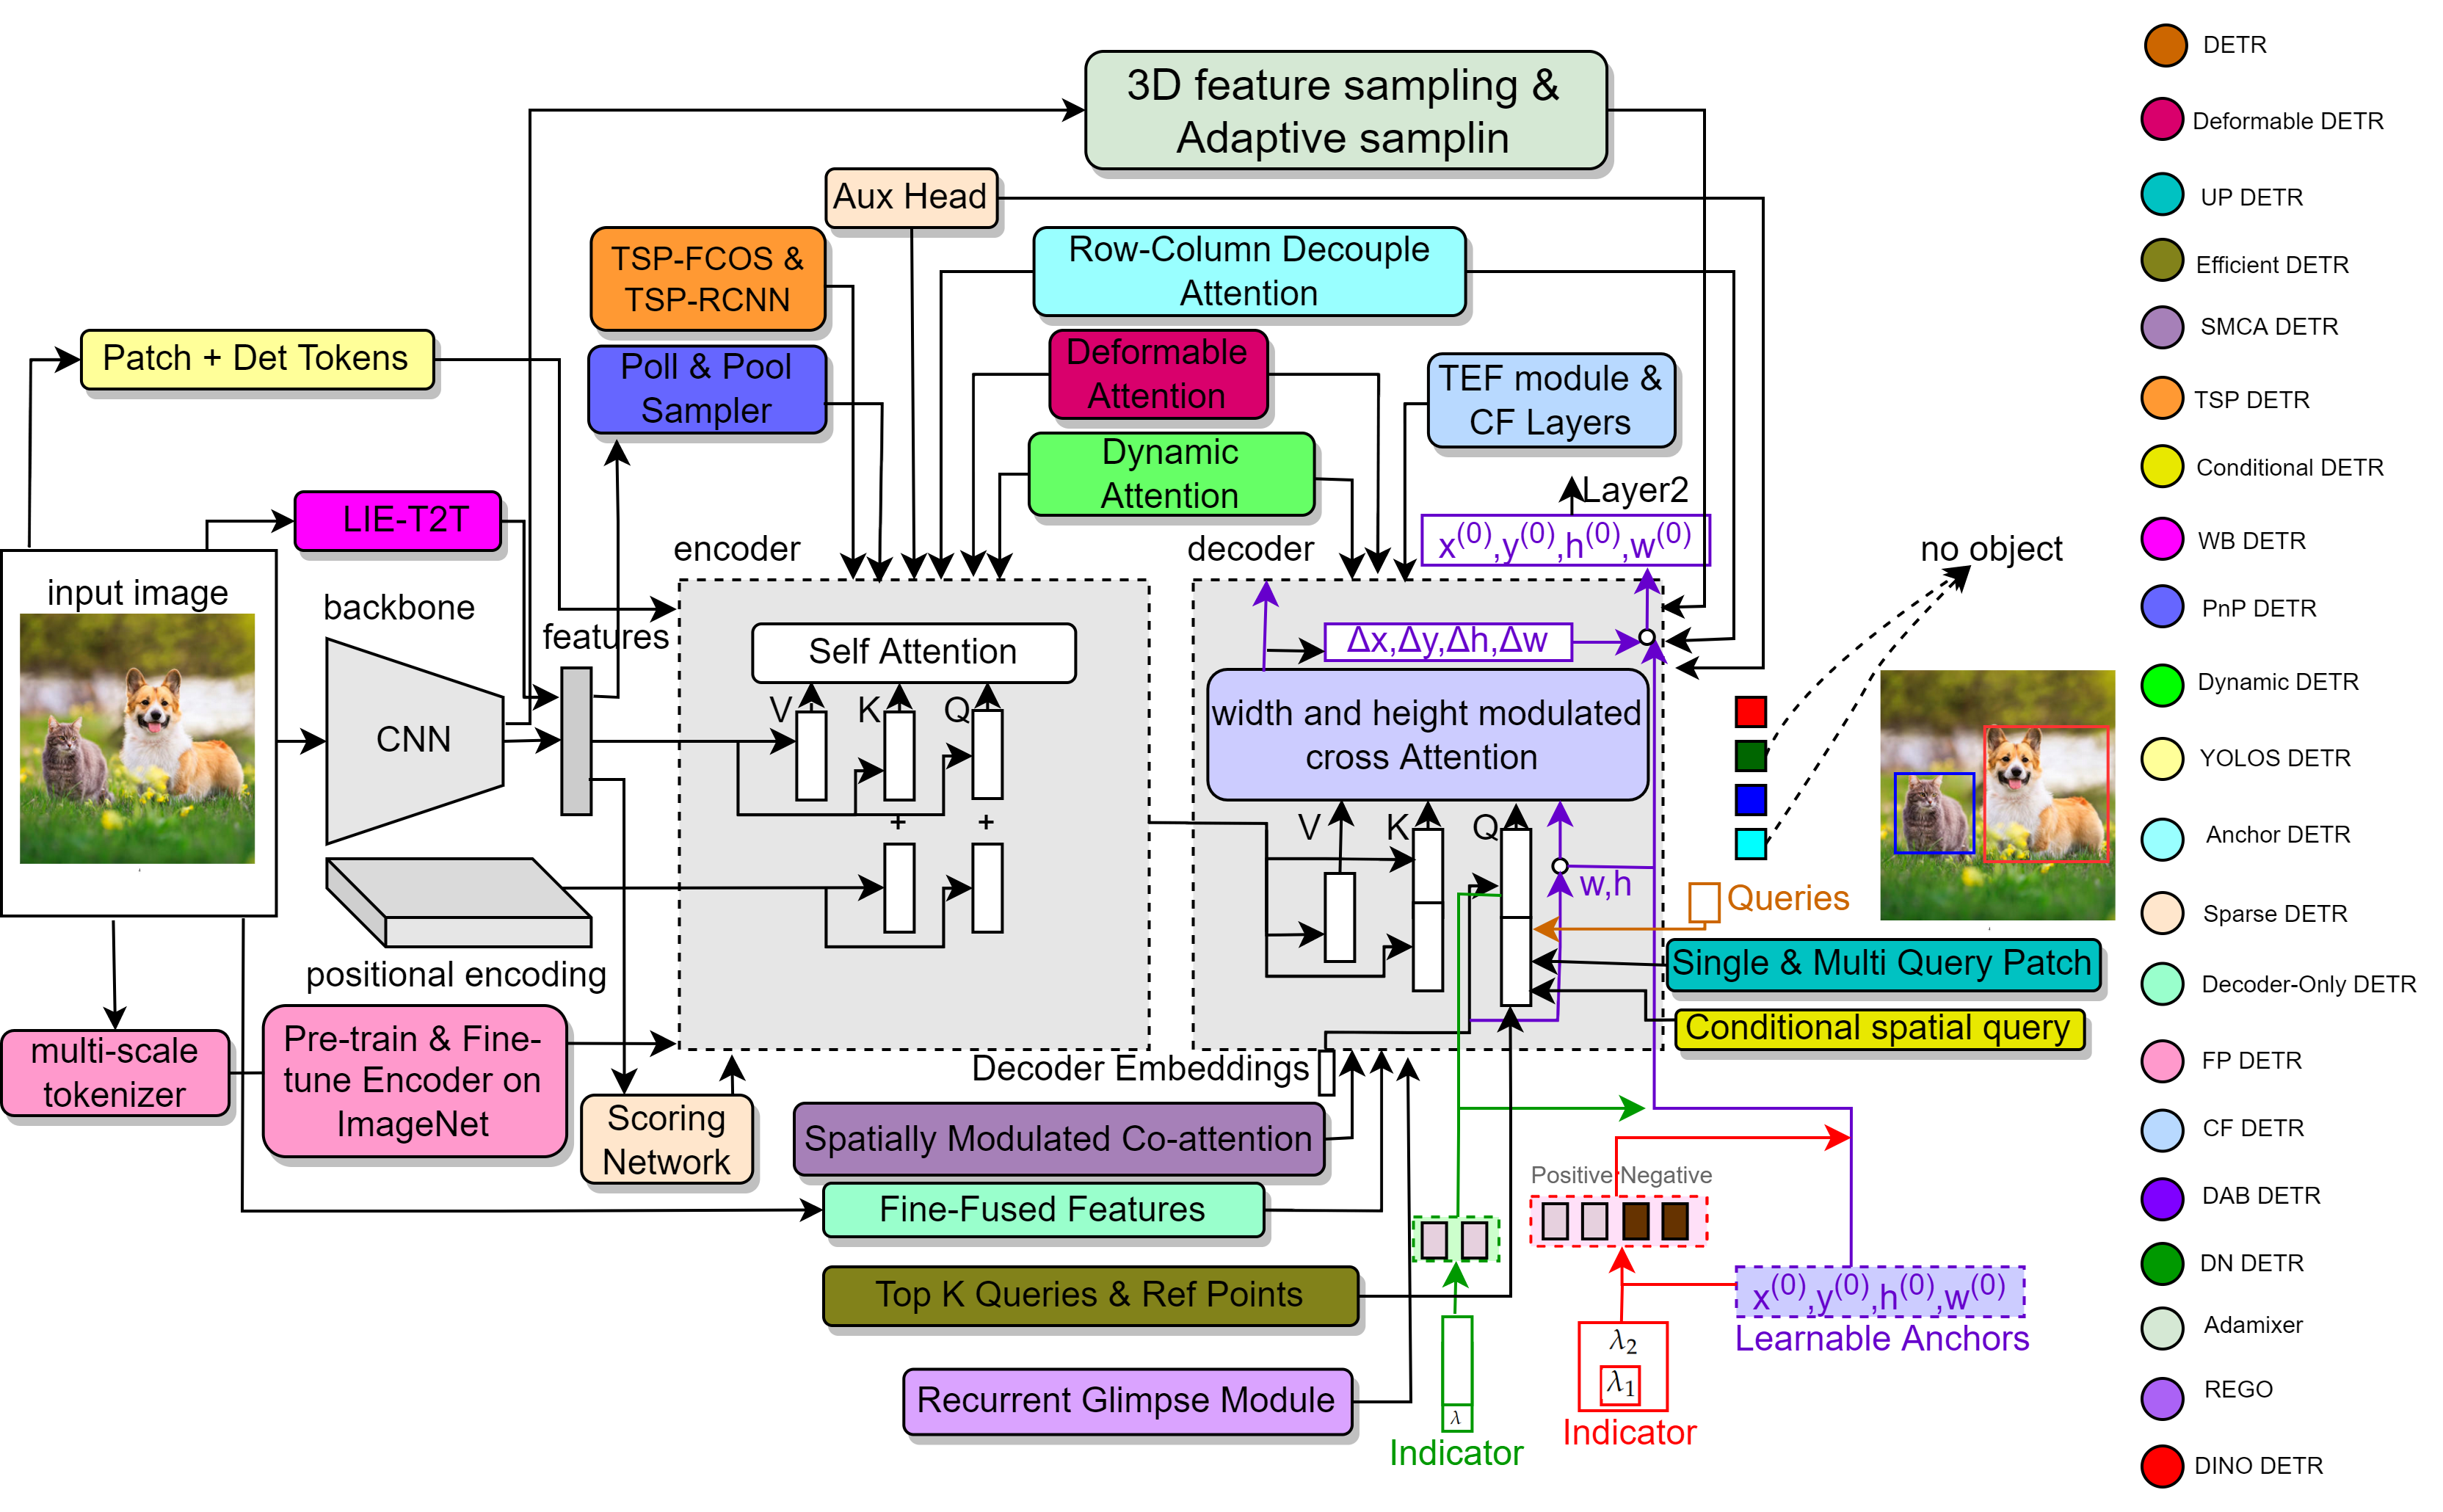 3D feature sampling &
Adaptive samplin
Aux Head
TSP-FCOS &
TSP-RCNN
Row-Column Decouple
Attention
Patch + Det Tokens
Poll & Pool
Sampler
Deformable
Attention
TEF module &
CF Layers
Dynamic
Attention
LIE-T2T
Layer2
x(0),y(0),h(0),w(0)
encoder
decoder
no object
input image
backbone
features
CNN
positional encoding
Self Attention
V
K
Q
+
+
Δx,Δy,Δh,Δw
width and height modulated
cross Attention
V
K
Q
w,h
Queries
Single & Multi Query Patch
Conditional spatial query
multi-scale
tokenizer
Pre-train & Fine-
tune Encoder on
ImageNet
Scoring
Network
Decoder Embeddings
Spatially Modulated Co-attention
Fine-Fused Features
Top K Queries & Ref Points
Recurrent Glimpse Module
λ
Indicator
Positive Negative
λ2
λ1
Indicator
x(0),y(0),h(0),w(0)
Learnable Anchors
DETR
Deformable DETR
UP DETR
Efficient DETR
SMCA DETR
TSP DETR
Conditional DETR
WB DETR
PnP DETR
Dynamic DETR
YOLOS DETR
Anchor DETR
Sparse DETR
Decoder-Only DETR
FP DETR
CF DETR
DAB DETR
DN DETR
Adamixer
REGO
DINO DETR